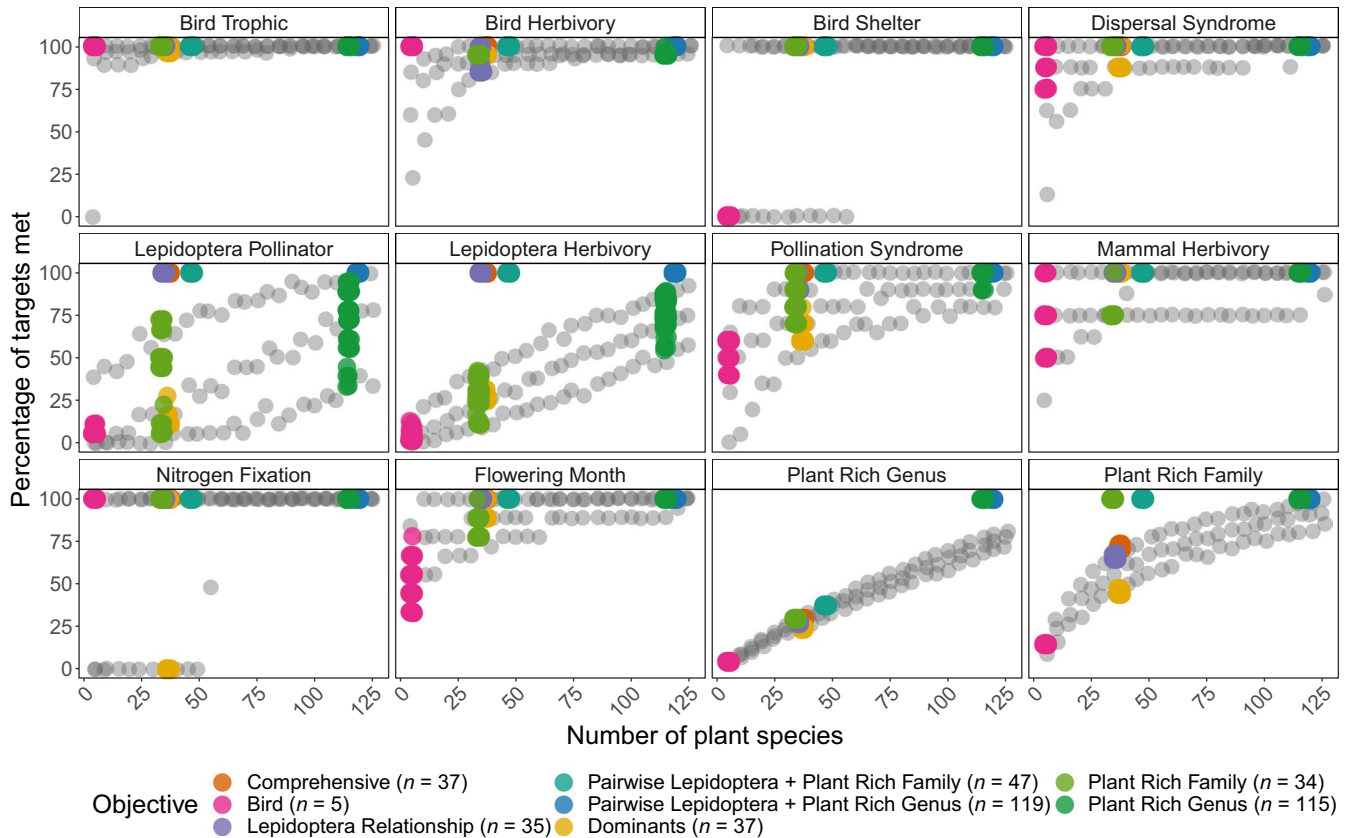 Bird Trophic Bird Herbivory Bird Shelter Dispersal Syndrome
100
75
50
25
0
Lepidoptera Pollinator Lepidoptera Herbivory Pollination Syndrome Mammal Herbivory
100
75
50
25
0
Nitrogen Fixation Flowering Month Plant Rich Genus Plant Rich Family
100
75
50
25
0
Percentage of targets met
0 25 50 75 100 125 0 25 50 75 100 125 0 25 50 75 100 125 0 25 50 75 100 125
Number of plant species
Objective
Comprehensive (n = 37)
Bird (n = 5)
Lepidoptera Relationship (n = 35)
Pairwise Lepidoptera + Plant Rich Family (n = 47)
Pairwise Lepidoptera + Plant Rich Genus (n = 119)
Dominants (n = 37)
Plant Rich Family (n = 34)
Plant Rich Genus (n = 115)